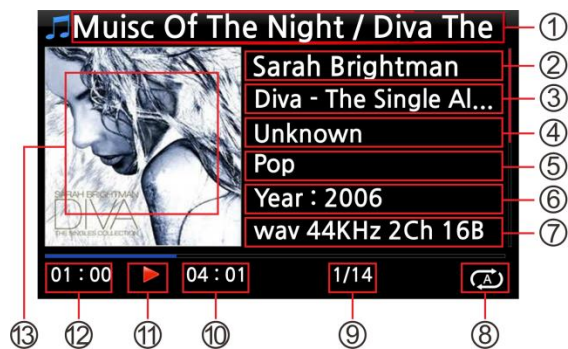 Muisc Of The Night / Diva The
①
Sarah Brightman
②
Diva - The Single Al...
③
Unknown
④
Pop
⑤
Year : 2006
⑥
wav 44KHz 2Ch 16B
⑦
SARAH BRIGHTMAN
DIVA
THE SINGLES COLLECTION
01 : 00
04 : 01
1/14
A
⑬ ⑫ ⑪ ⑩ ⑨ ⑧